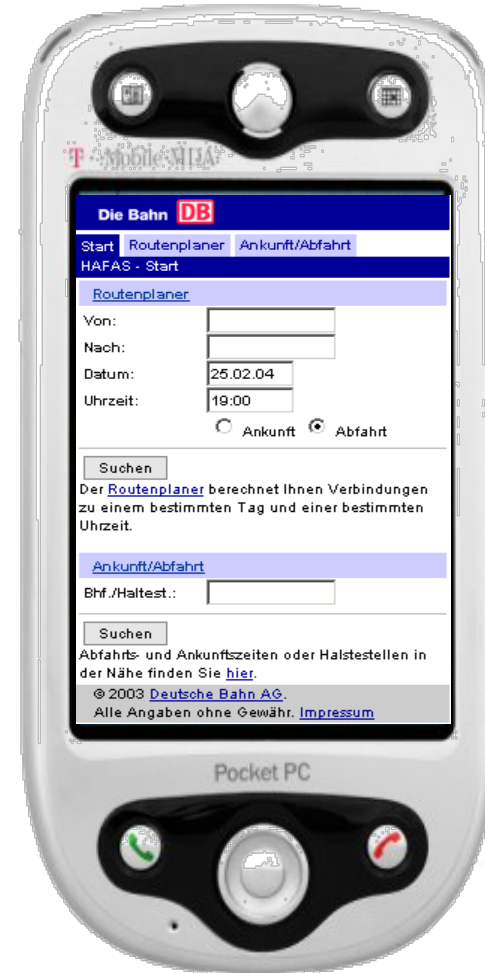 T · Mobile MDA
Die Bahn DB
Start Routenplaner Ankunft/Abfahrt
HAFAS - Start
Routenplaner
Von:
Nach:
Datum: 25.02.04
Uhrzeit: 19:00
Ankunft Abfahrt
Suchen
Der Routenplaner berechnet Ihnen Verbindungen
zu einem bestimmten Tag und einer bestimmten
Uhrzeit.
Ankunft/Abfahrt
Bhf./Haltest.:
Suchen
Abfahrts- und Ankunftszeiten oder Halstestellen in
der Nähe finden Sie hier.
© 2003 Deutsche Bahn AG.
Alle Angaben ohne Gewähr. Impressum
Pocket PC